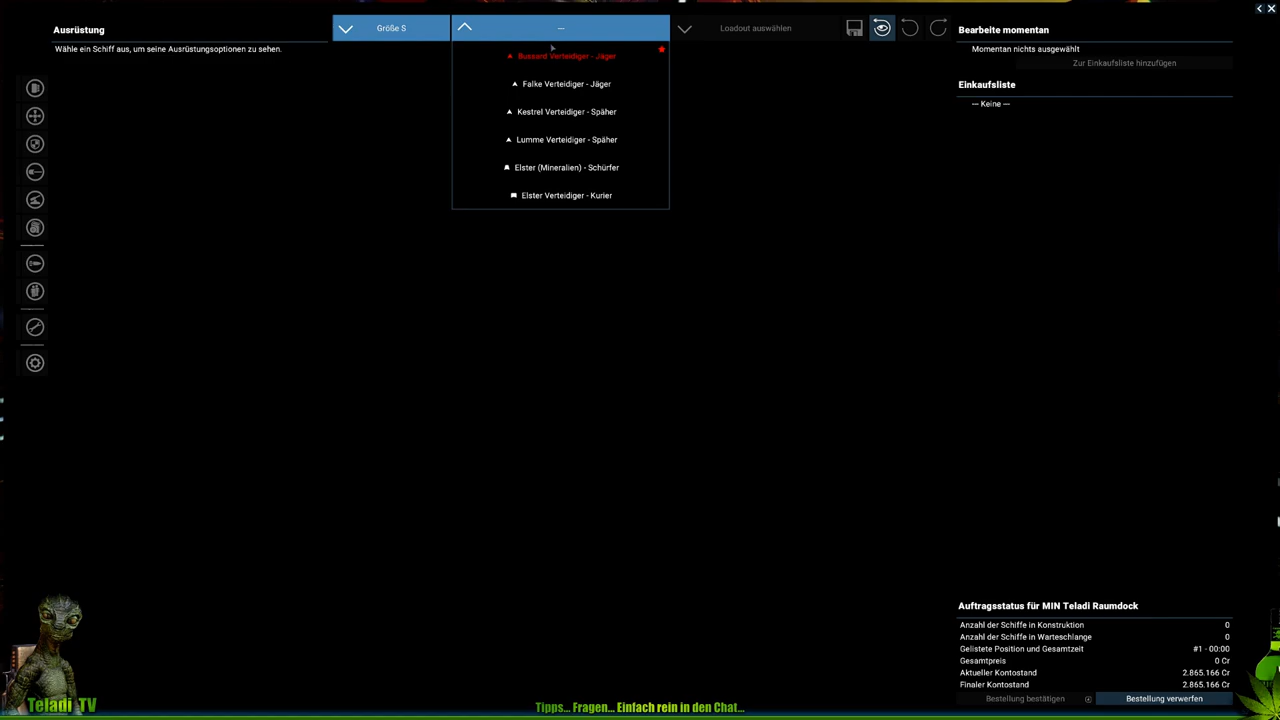 Ausrüstung
Wähle ein Schiff aus, um seine Ausrüstungsoptionen zu sehen.
Größe S
---
Loadout auswählen
Bussard Verteidiger - Jäger
Falke Verteidiger - Jäger
Kestrel Verteidiger - Späher
Lumme Verteidiger - Späher
Elster (Mineralien) - Schürfer
Elster Verteidiger - Kurier
Bearbeite momentan
Momentan nichts ausgewählt
Zur Einkaufsliste hinzufügen
Einkaufsliste
--- Keine ---
Auftragsstatus für MIN Teladi Raumdock
Anzahl der Schiffe in Konstruktion 0
Anzahl der Schiffe in Warteschlange 0
Gelistete Position und Gesamtzeit #1 - 00:00
Gesamtpreis 0 Cr
Aktueller Kontostand 2.865.166 Cr
Finaler Kontostand 2.865.166 Cr
Bestellung bestätigen
Bestellung verwerfen
Teladi_TV
Tipps... Fragen... Einfach rein in den Chat...